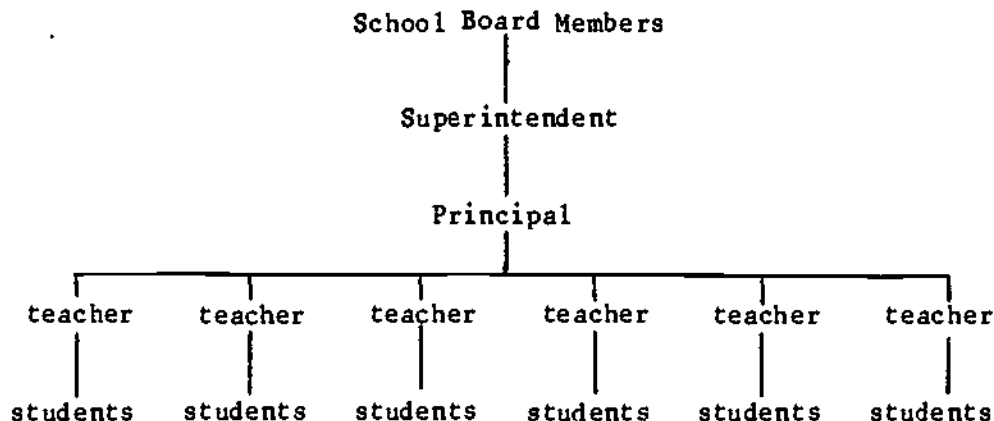 School Board Members
Superintendent
Principal
teacher teacher teacher teacher teacher teacher
students students students students students students